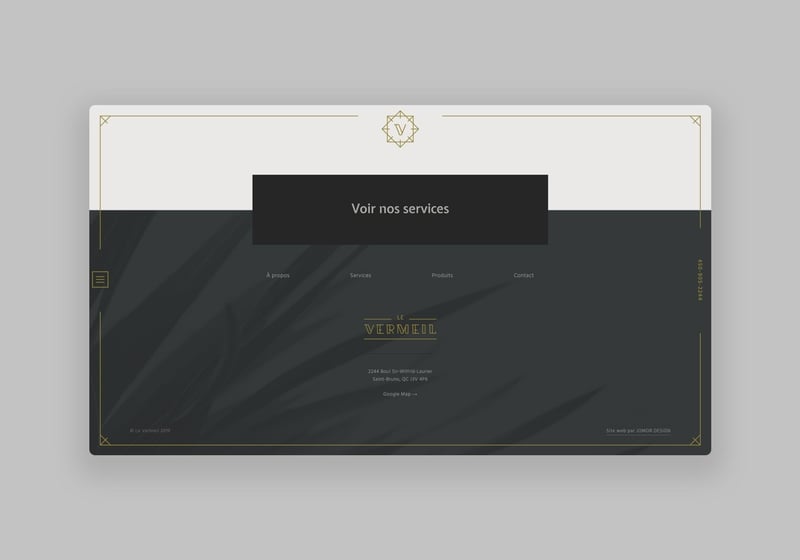 V
Voir nos services
À propos
Services
Produits
Contact
450-905-2244
LE
VERMEIL
2244 Boul Sir-Wilfrid-Laurier
Saint-Bruno, QC J3V 4P6
Google Map →
© Le Vermeil 2019
Site web par JOMOR DESIGN